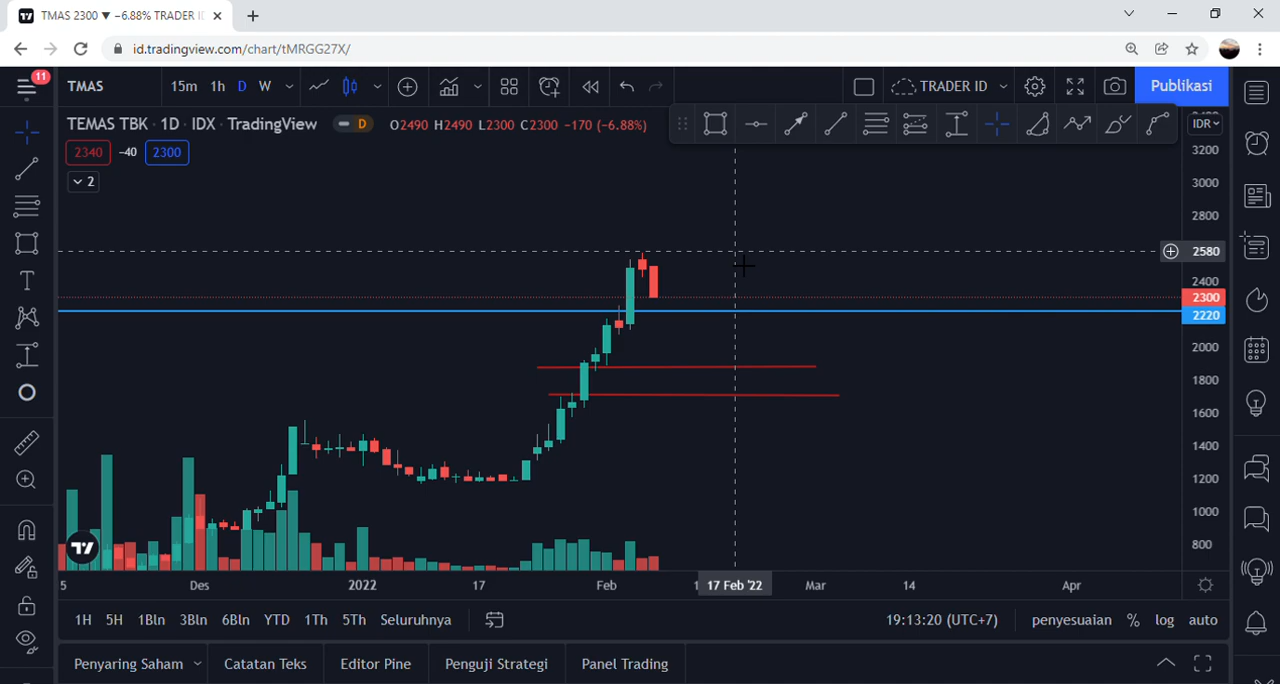 TMAS 2300 ▼ −6.88% TRADER I
id.tradingview.com/chart/tMRGG27X/
11
TMAS 15m 1h D W TRADER ID Publikasi
TEMAS TBK · 1D · IDX · TradingView D O2490 H2490 L2300 C2300 −170 (−6.88%) IDR
2340 −40 2300
2
3200
3000
2800
2580
2400
2300
2220
2000
1800
1600
1400
1200
1000
800
5 Des 2022 17 Feb 1 17 Feb '22 Mar 14 Apr
1H 5H 1Bln 3Bln 6Bln YTD 1Th 5Th Seluruhnya 19:13:20 (UTC+7) penyesuaian % log auto
Penyaring Saham Catatan Teks Editor Pine Penguji Strategi Panel Trading